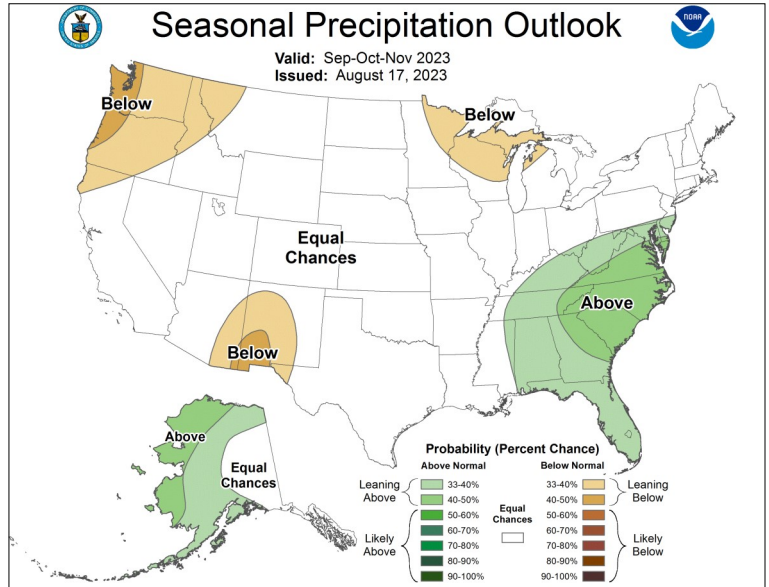 Seasonal Precipitation Outlook
NOAA
Valid: Sep-Oct-Nov 2023
Issued: August 17, 2023
Below
Below
Equal
Chances
Above
Below
Above
Equal
Chances
Probability (Percent Chance)
Above Normal
Below Normal
Leaning
Above
33-40%
40-50%
Likely
Above
50-60%
60-70%
70-80%
80-90%
90-100%
Equal
Chances
33-40%
40-50%
Leaning
Below
50-60%
60-70%
70-80%
80-90%
90-100%
Likely
Below